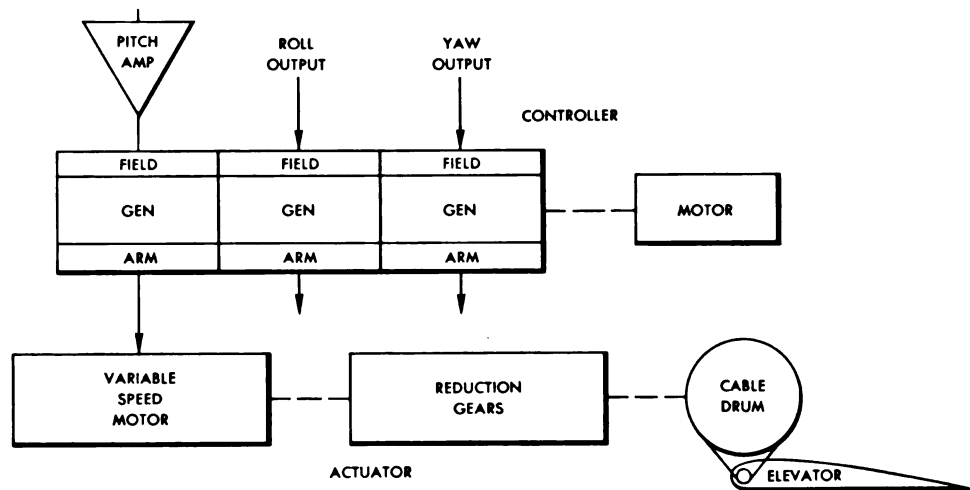 PITCH
AMP
ROLL
OUTPUT
YAW
OUTPUT
CONTROLLER
FIELD
FIELD
FIELD
GEN
GEN
GEN
MOTOR
ARM
ARM
ARM
VARIABLE
SPEED
MOTOR
REDUCTION
GEARS
CABLE
DRUM
ACTUATOR
ELEVATOR